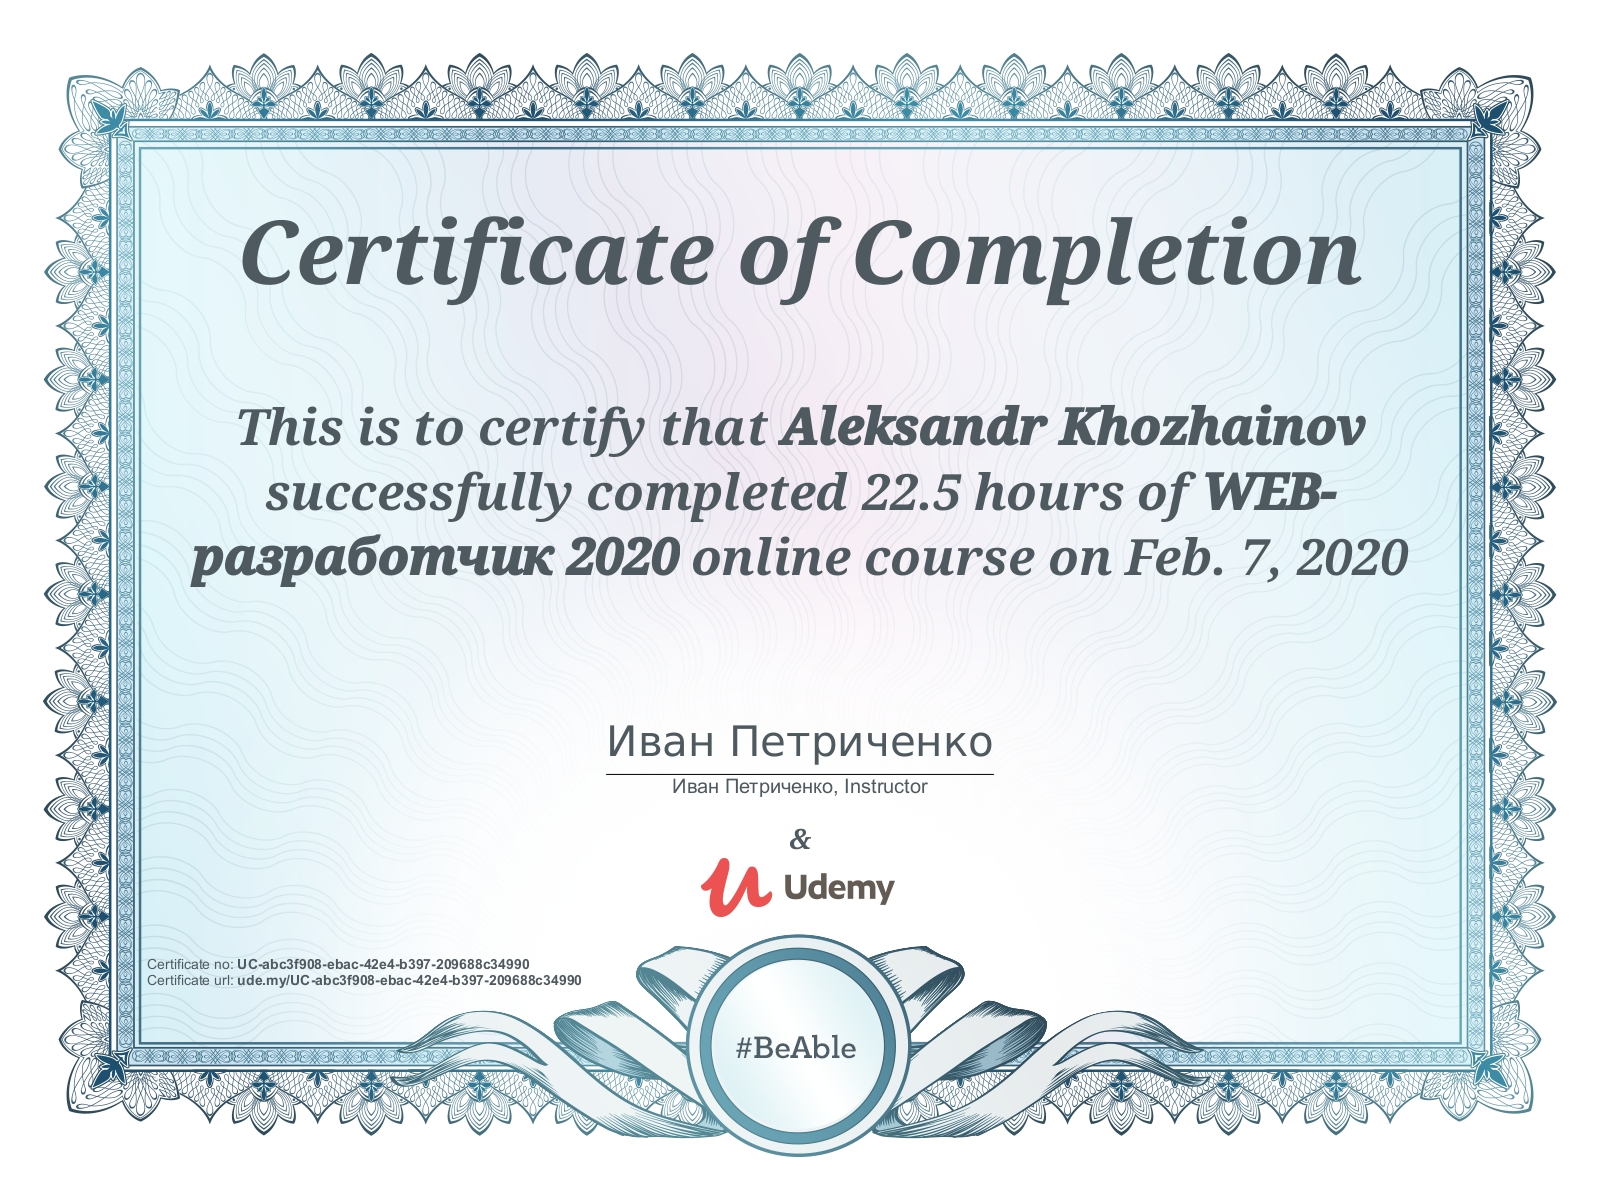 Certificate of Completion
This is to certify that Aleksandr Khozhainov
successfully completed 22.5 hours of WEB-
разработчик 2020 online course on Feb. 7, 2020
Иван Петриченко
Иван Петриченко, Instructor
&
Udemy
Certificate no: UC-abc3f908-ebac-42e4-b397-209688c34990
Certificate url: ude.my/UC-abc3f908-ebac-42e4-b397-209688c34990
#BeAble